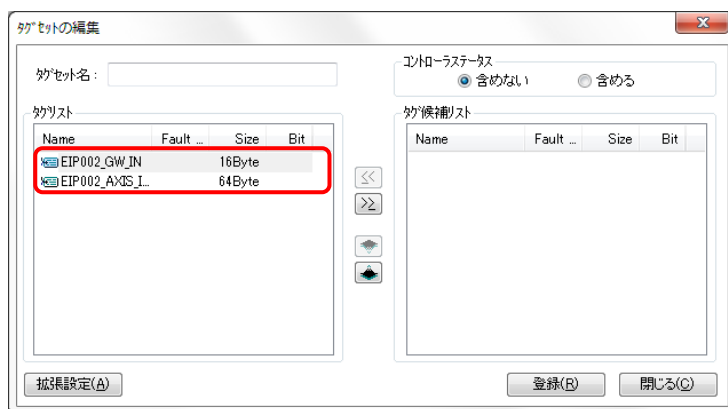 タグセットの編集
タグセット名:
コントローラステータス
含めない 含める
タグリスト
Name Fault ... Size Bit
EIP002_GW_IN 16Byte
EIP002_AXIS_I... 64Byte
<<
>>
タグ候補リスト
Name Fault ... Size Bit
拡張設定(A)
登録(R) 閉じる(C)